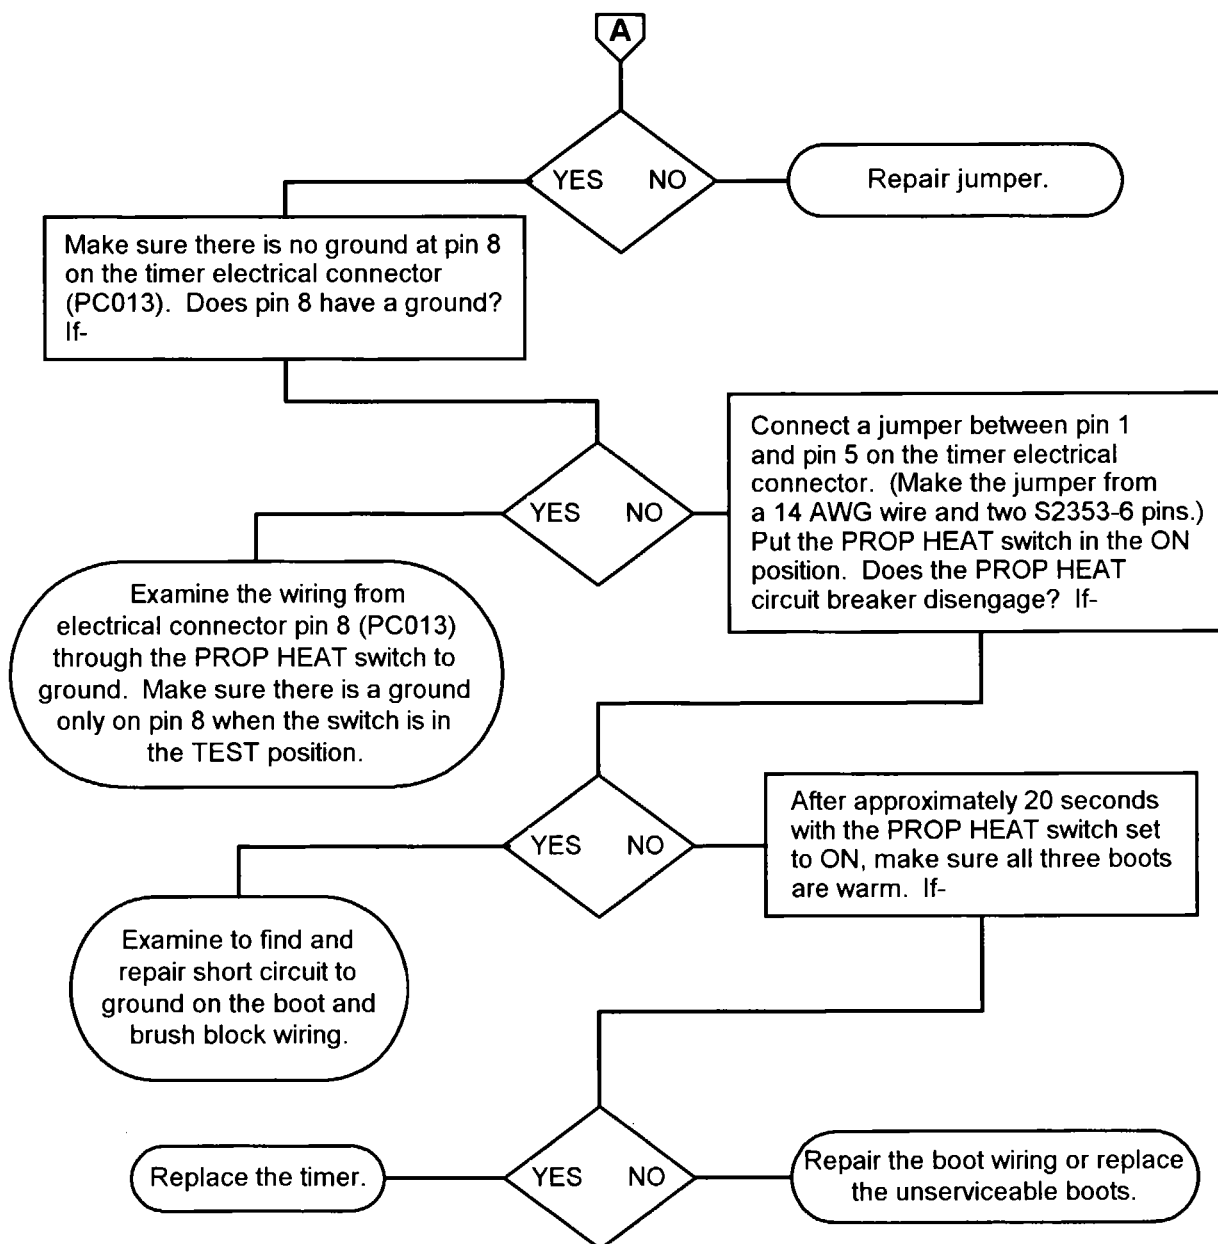 A
YES NO
Repair jumper.
Make sure there is no ground at pin 8
on the timer electrical connector
(PC013). Does pin 8 have a ground?
If-
YES NO
Connect a jumper between pin 1
and pin 5 on the timer electrical
connector. (Make the jumper from
a 14 AWG wire and two S2353-6 pins.)
Put the PROP HEAT switch in the ON
position. Does the PROP HEAT
circuit breaker disengage? If-
Examine the wiring from
electrical connector pin 8 (PC013)
through the PROP HEAT switch to
ground. Make sure there is a ground
only on pin 8 when the switch is in
the TEST position.
YES NO
After approximately 20 seconds
with the PROP HEAT switch set
to ON, make sure all three boots
are warm. If-
Examine to find and
repair short circuit to
ground on the boot and
brush block wiring.
YES NO
Replace the timer.
Repair the boot wiring or replace
the unserviceable boots.